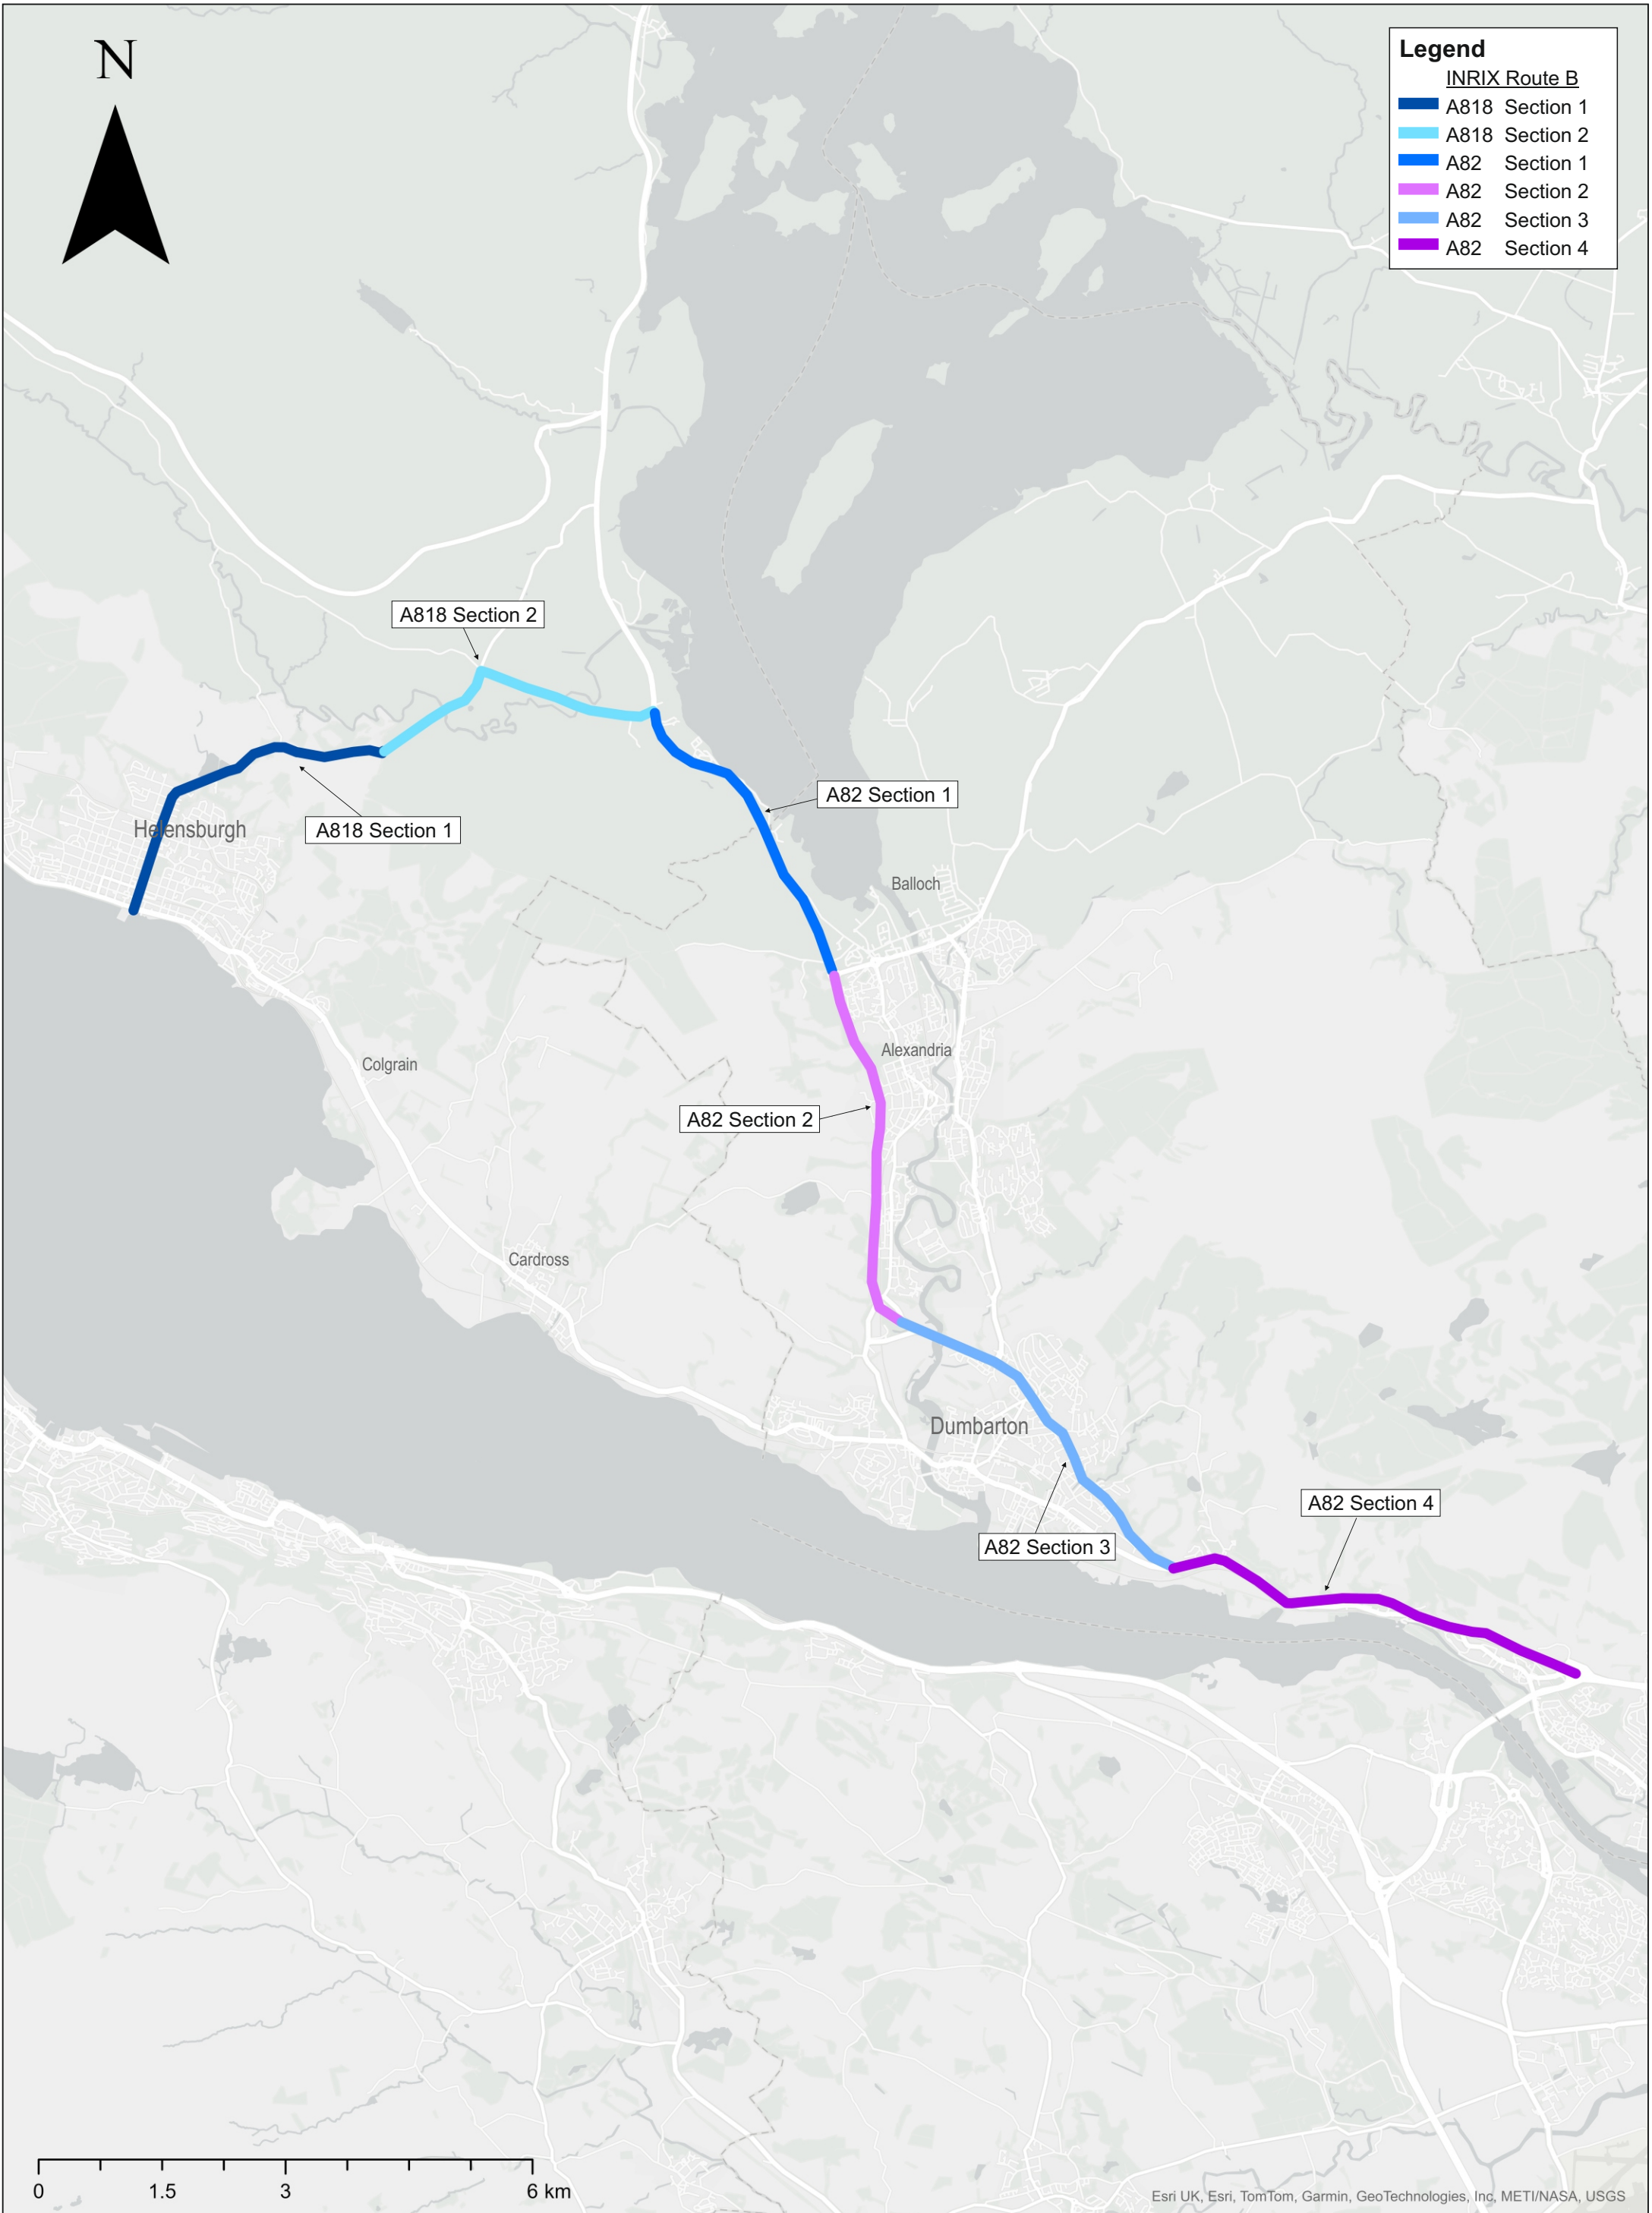 N
Legend
INRIX Route B
A818 Section 1
A818 Section 2
A82 Section 1
A82 Section 2
A82 Section 3
A82 Section 4
A818 Section 2
A82 Section 1
Helensburgh
A818 Section 1
Balloch
Alexandria
Colgrain
A82 Section 2
Cardross
Dumbarton
A82 Section 4
A82 Section 3
0 1.5 3 6 km
Esri UK, Esri, TomTom, Garmin, GeoTechnologies, Inc, METI/NASA, USGS